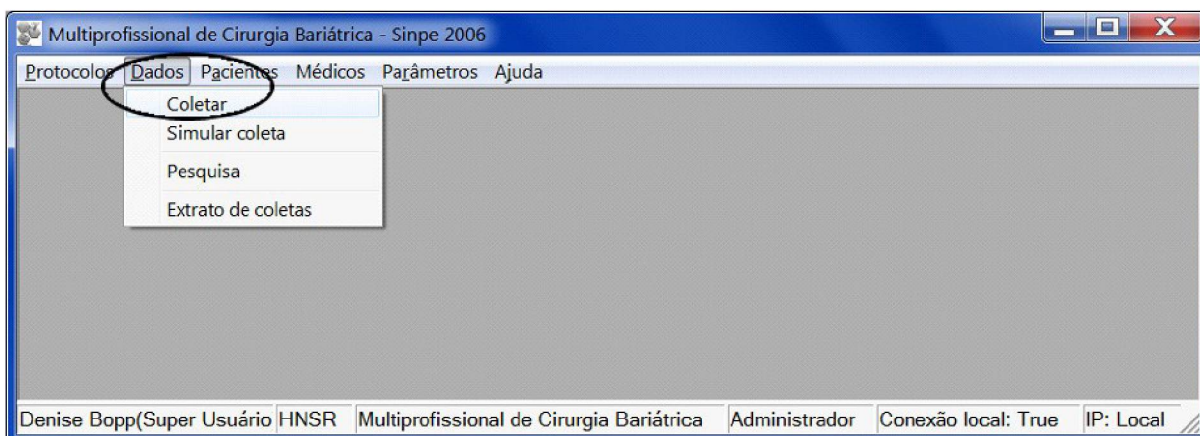 Multiprofissional de Cirurgia Bariátrica - Sinpe 2006
Protocolos Dados Pacientes Médicos Parâmetros Ajuda
Coletar
Simular coleta
Pesquisa
Extrato de coletas
Denise Bopp(Super Usuário HNSR Multiprofissional de Cirurgia Bariátrica Administrador Conexão local: True IP: Local